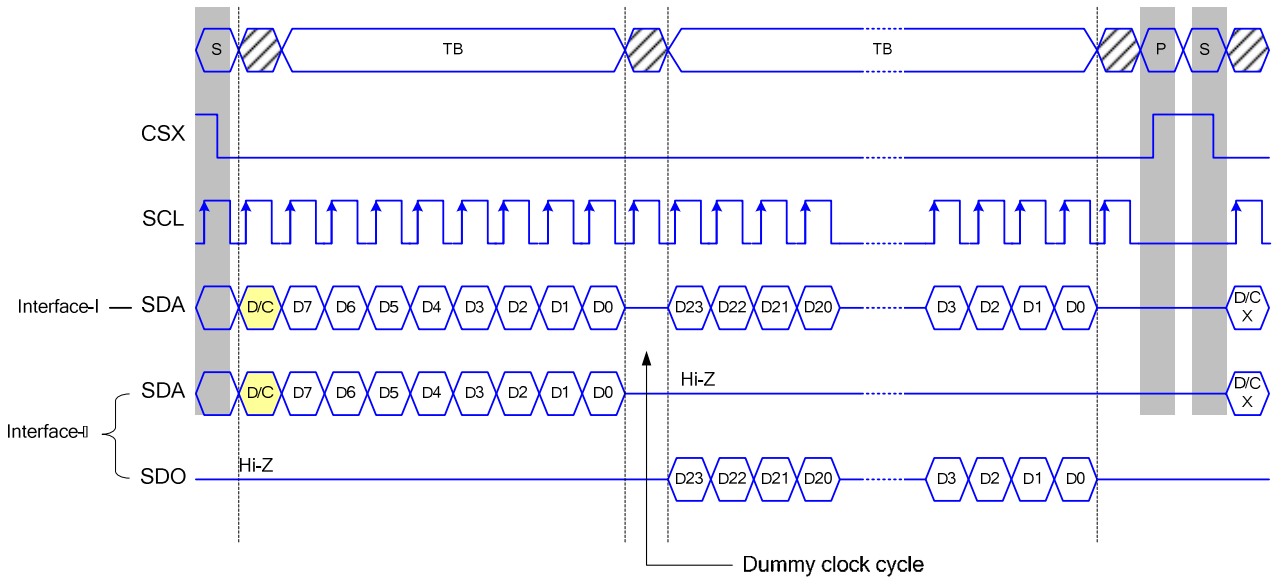 S TB TB P S
CSX
SCL
Interface-I SDA D/C D7 D6 D5 D4 D3 D2 D1 D0 D23 D22 D21 D20 D3 D2 D1 D0 D/C X
SDA D/C D7 D6 D5 D4 D3 D2 D1 D0 Hi-Z D/C X
Interface-▯
SDO Hi-Z D23 D22 D21 D20 D3 D2 D1 D0
Dummy clock cycle